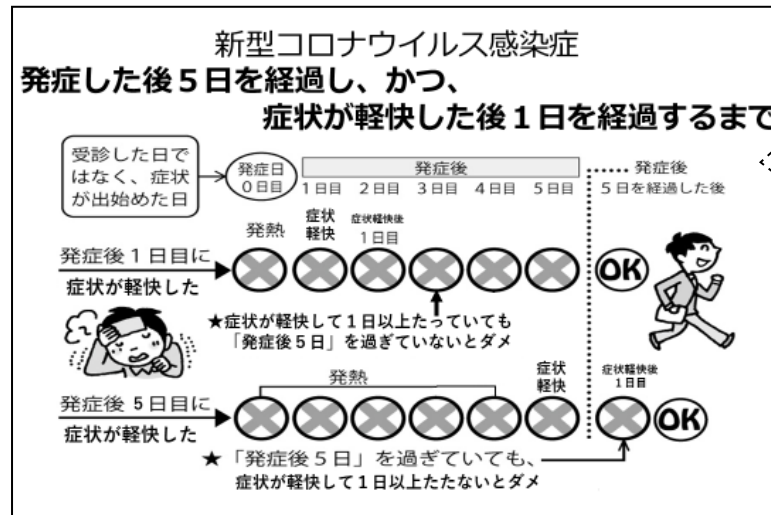 新型コロナウイルス感染症
発症した後５日を経過し、かつ、
症状が軽快した後１日を経過するまで
受診した日で
はなく、症状
が出始めた日
発症日
０日目
発症後
１日目 ２日目 ３日目 ４日目 ５日目
発症後
５日を経過した後
発熱
症状
軽快
症状軽快後
１日目
発症後１日目に
症状が軽快した
OK
★症状が軽快して１日以上たっていても
「発症後５日」を過ぎていないとダメ
発熱
症状
軽快
症状軽快後
１日目
発症後５日目に
症状が軽快した
OK
★「発症後５日」を過ぎていても、
症状が軽快して１日以上たたないとダメ